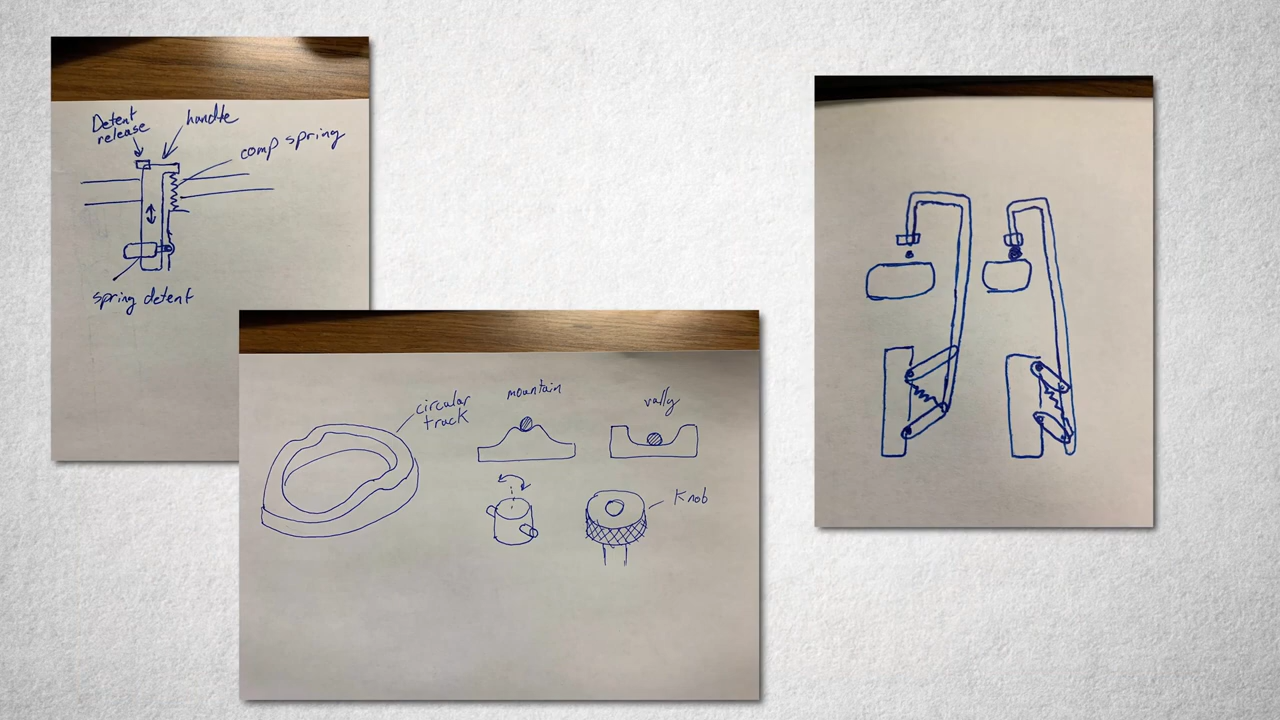 Detent
release
handle
comp spring
spring detent
circular
track
mountain
vally
Knob